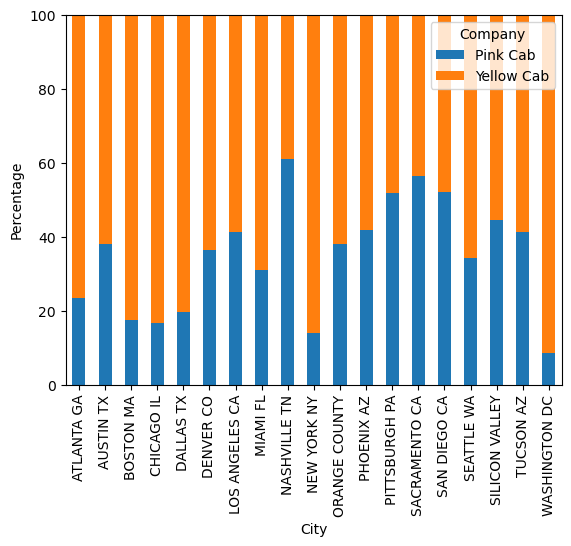 100
80
60
40
20
0
Percentage
Company
Pink Cab
Yellow Cab
ATLANTA GA
AUSTIN TX
BOSTON MA
CHICAGO IL
DALLAS TX
DENVER CO
LOS ANGELES CA
MIAMI FL
NASHVILLE TN
NEW YORK NY
ORANGE COUNTY
PHOENIX AZ
PITTSBURGH PA
SACRAMENTO CA
SAN DIEGO CA
SEATTLE WA
SILICON VALLEY
TUCSON AZ
WASHINGTON DC
City